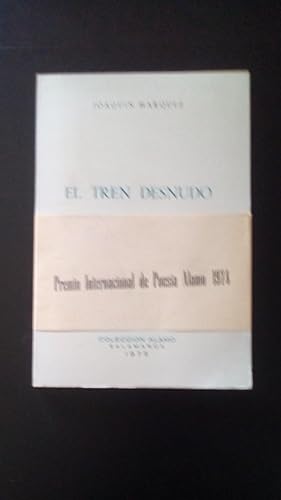 JOAQUIN MARQUEZ
EL TREN DESNUDO
Premio Internacional de Poesía Alamo 1974
COLECCION ALAMO
SALAMANCA
1975